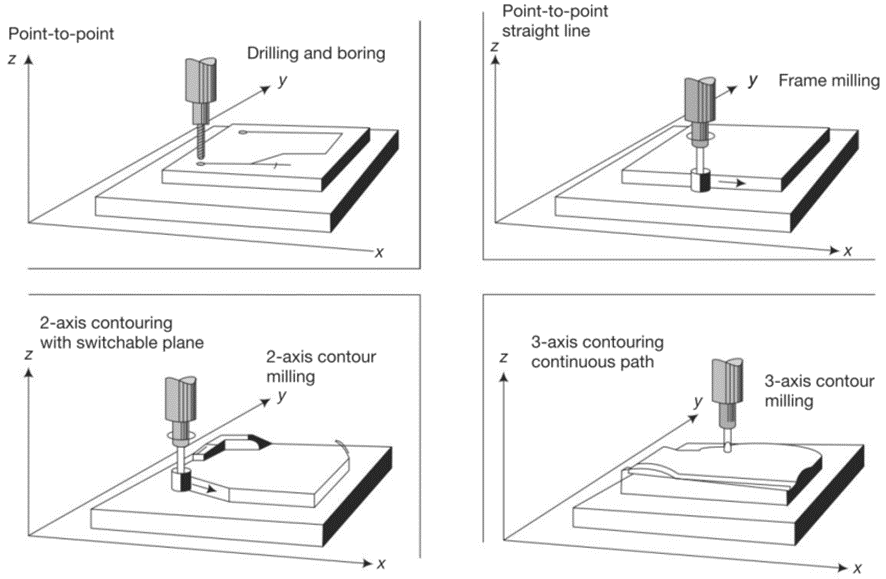 Point-to-point
z
Drilling and boring
y
x
Point-to-point
straight line
z
y
Frame milling
x
2-axis contouring
with switchable plane
z
2-axis contour
milling
y
x
3-axis contouring
continuous path
z
3-axis contour
milling
y
x